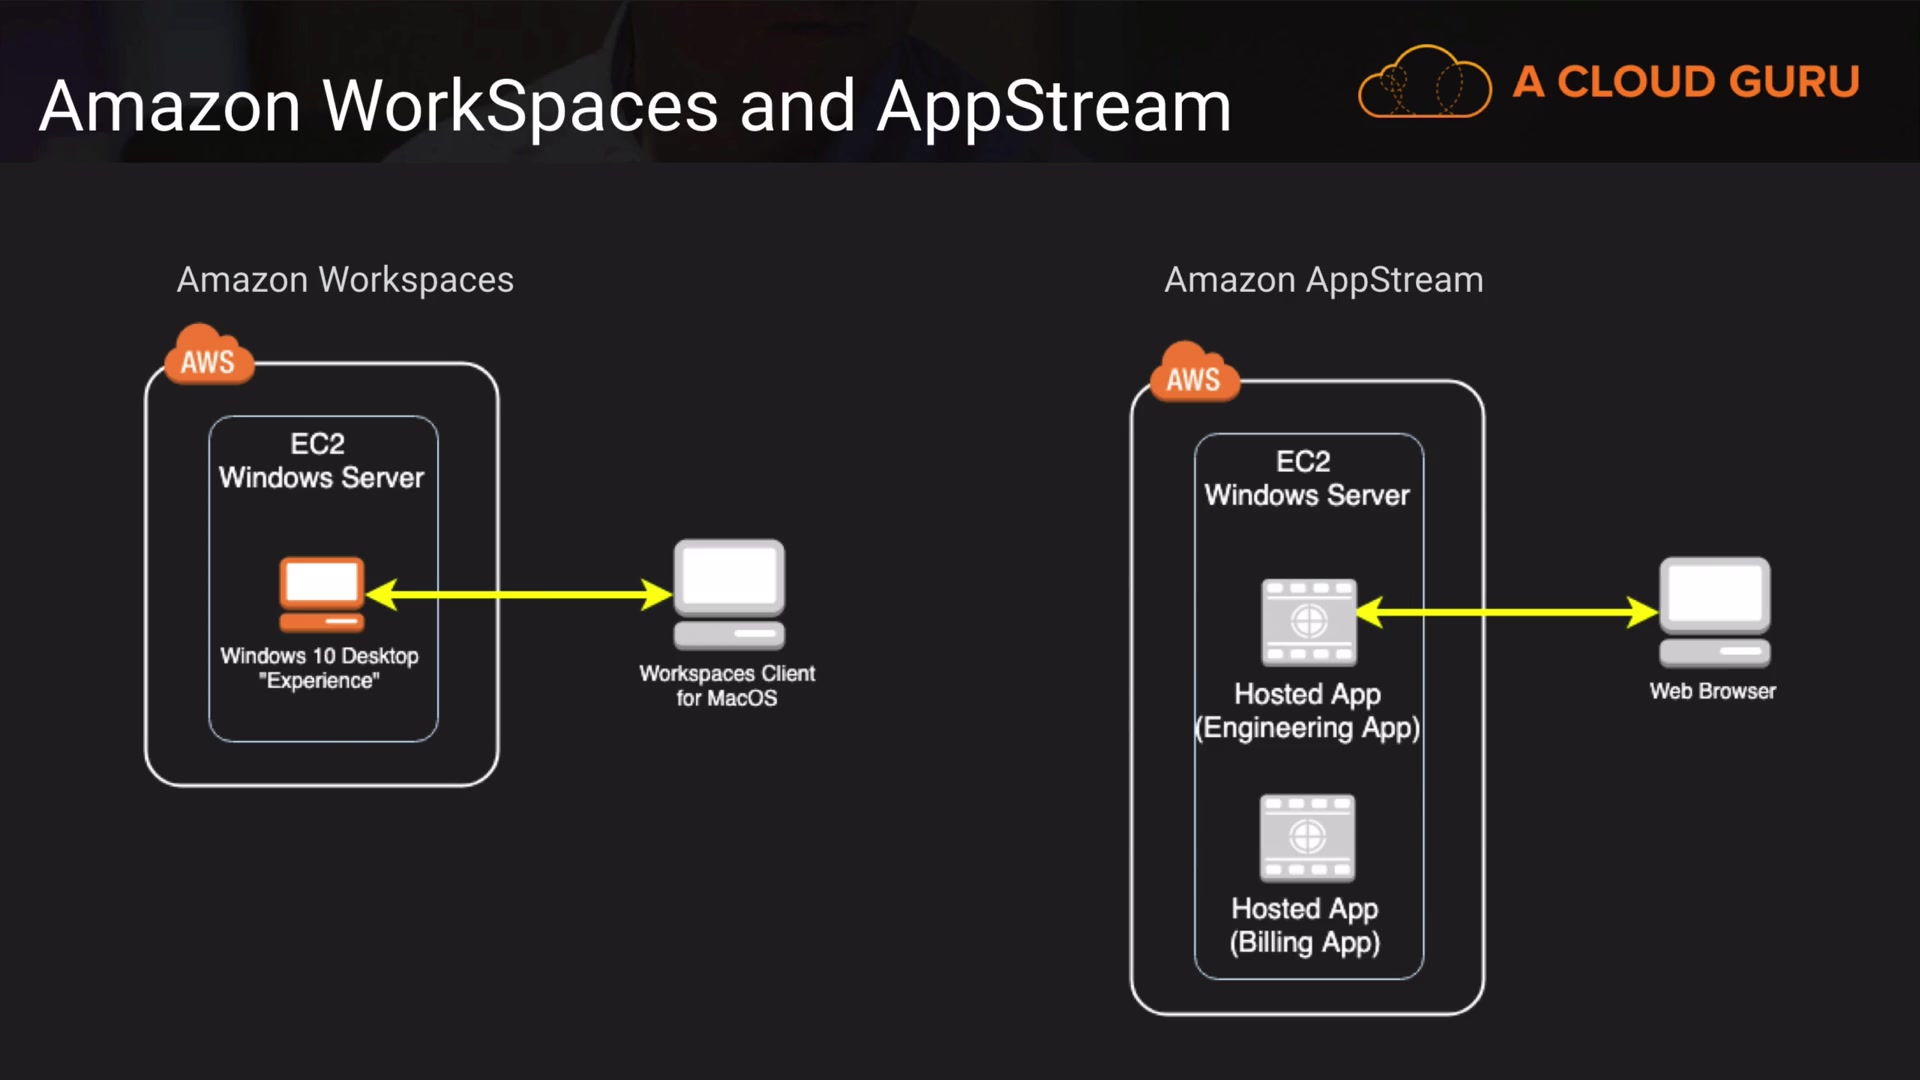 Amazon WorkSpaces and AppStream
A CLOUD GURU
Amazon Workspaces
AWS
EC2
Windows Server
Windows 10 Desktop
"Experience"
Workspaces Client
for MacOS
Amazon AppStream
AWS
EC2
Windows Server
Hosted App
(Engineering App)
Web Browser
Hosted App
(Billing App)